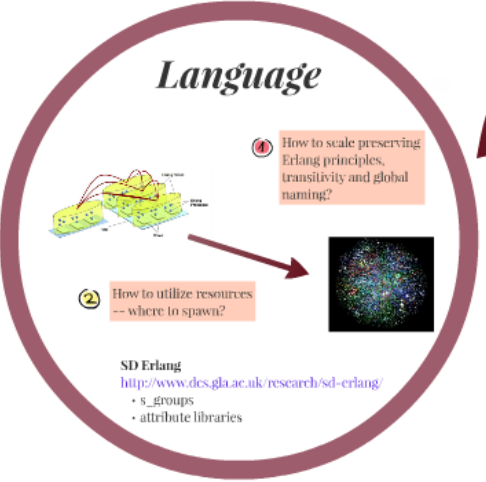 Language
1
How to scale preserving
Erlang principles,
transitivity and global
naming?
2
How to utilize resources
-- where to spawn?
SD Erlang
http://www.dcs.gla.ac.uk/research/sd-erlang/
• s_groups
• attribute libraries